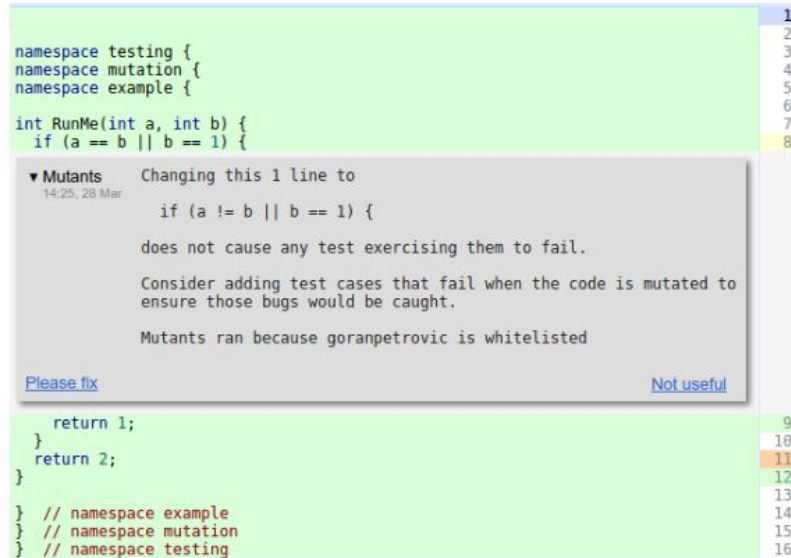 1
2
namespace testing { 3
namespace mutation { 4
namespace example { 5
6
int RunMe(int a, int b) { 7
if (a == b || b == 1) { 8
▾ Mutants Changing this 1 line to
14:25, 28 Mar
if (a != b || b == 1) {
does not cause any test exercising them to fail.
Consider adding test cases that fail when the code is mutated to
ensure those bugs would be caught.
Mutants ran because goranpetrovic is whitelisted
Please fix Not useful
return 1; 9
} 10
return 2; 11
} 12
13
} // namespace example 14
} // namespace mutation 15
} // namespace testing 16